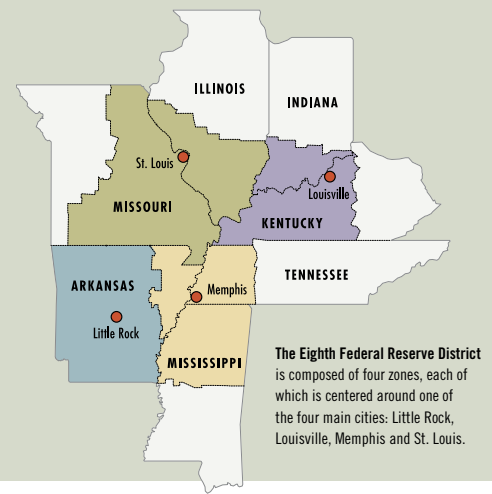 ILLINOIS
INDIANA
St. Louis
Louisville
MISSOURI
KENTUCKY
TENNESSEE
ARKANSAS
Memphis
Little Rock
MISSISSIPPI
The Eighth Federal Reserve District
is composed of four zones, each of
which is centered around one of
the four main cities: Little Rock,
Louisville, Memphis and St. Louis.